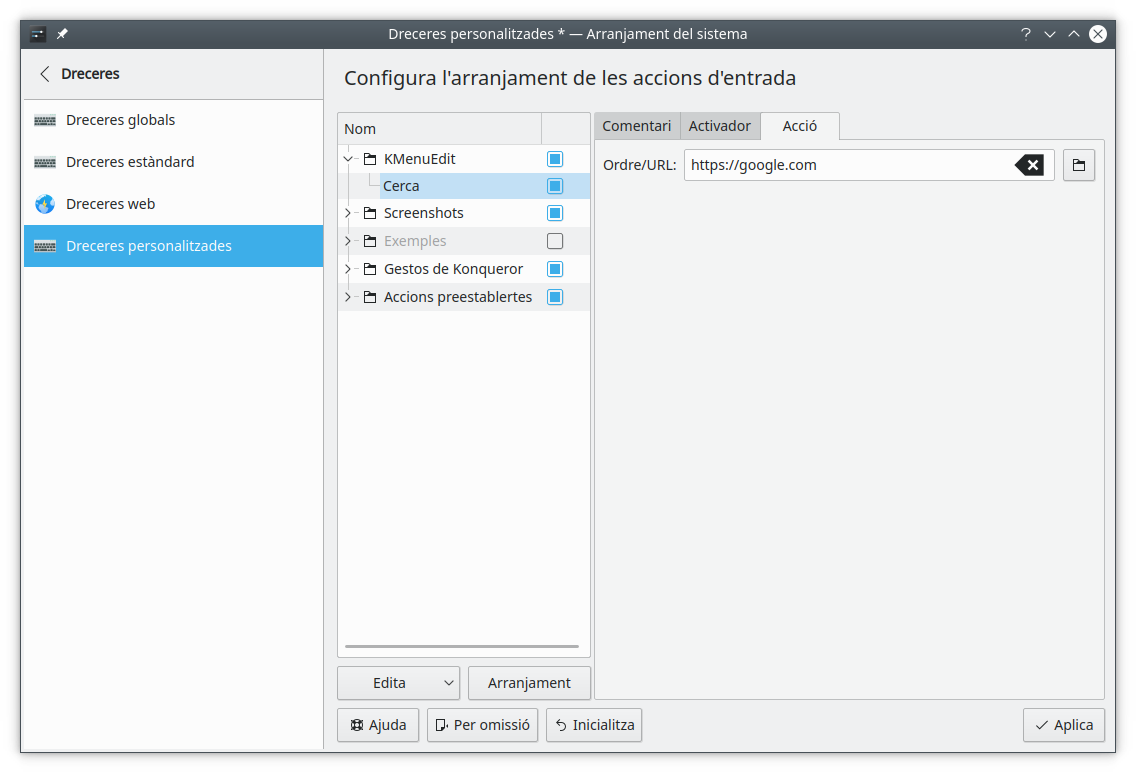 Dreceres personalitzades * — Arranjament del sistema
Dreceres
Dreceres globals
Dreceres estàndard
Dreceres web
Dreceres personalitzades
Configura l'arranjament de les accions d'entrada
Nom
KMenuEdit
Cerca
Screenshots
Exemples
Gestos de Konqueror
Accions preestablertes
Comentari Activador Acció
Ordre/URL: https://google.com
Edita Arranjament
Ajuda Per omissió Inicialitza Aplica